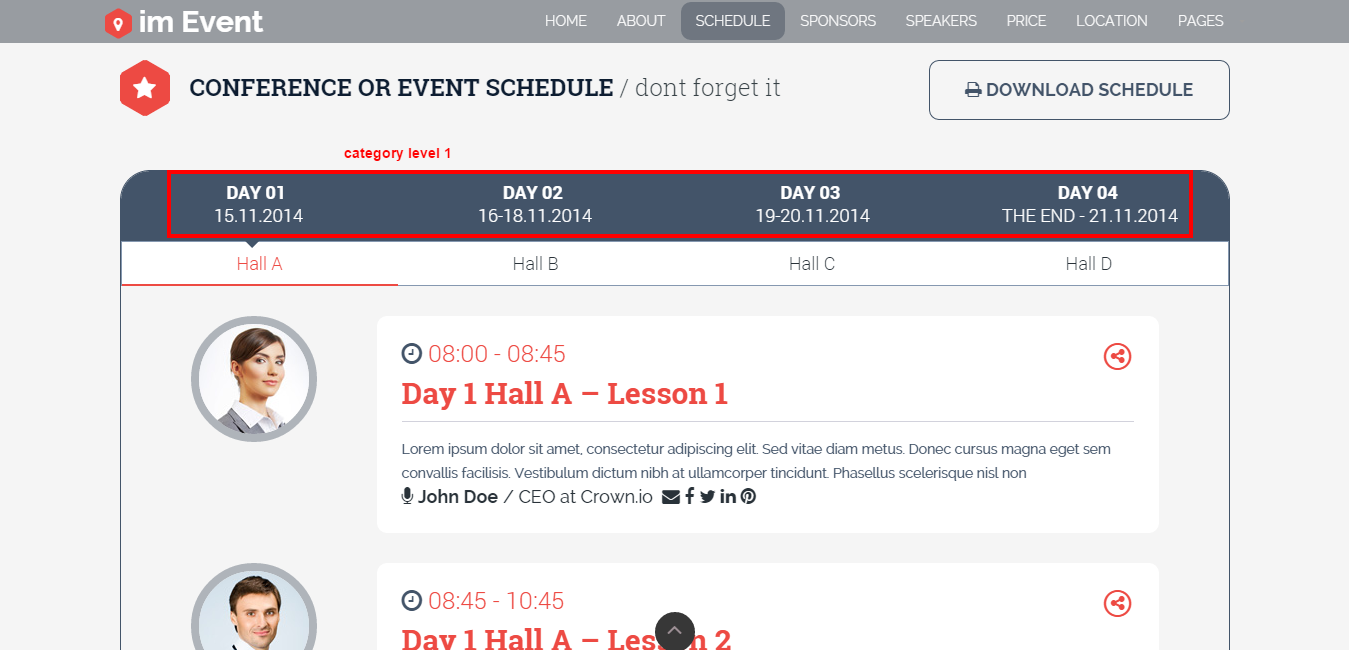 im Event
HOME ABOUT SCHEDULE SPONSORS SPEAKERS PRICE LOCATION PAGES
CONFERENCE OR EVENT SCHEDULE / dont forget it
DOWNLOAD SCHEDULE
category level 1
DAY 01 DAY 02 DAY 03 DAY 04
15.11.2014 16-18.11.2014 19-20.11.2014 THE END - 21.11.2014
Hall A Hall B Hall C Hall D
08:00 - 08:45
Day 1 Hall A – Lesson 1
Lorem ipsum dolor sit amet, consectetur adipiscing elit. Sed vitae diam metus. Donec cursus magna eget sem
convallis facilisis. Vestibulum dictum nibh at ullamcorper tincidunt. Phasellus scelerisque nisl non
John Doe / CEO at Crown.io
08:45 - 10:45
Day 1 Hall A – Lesson 2